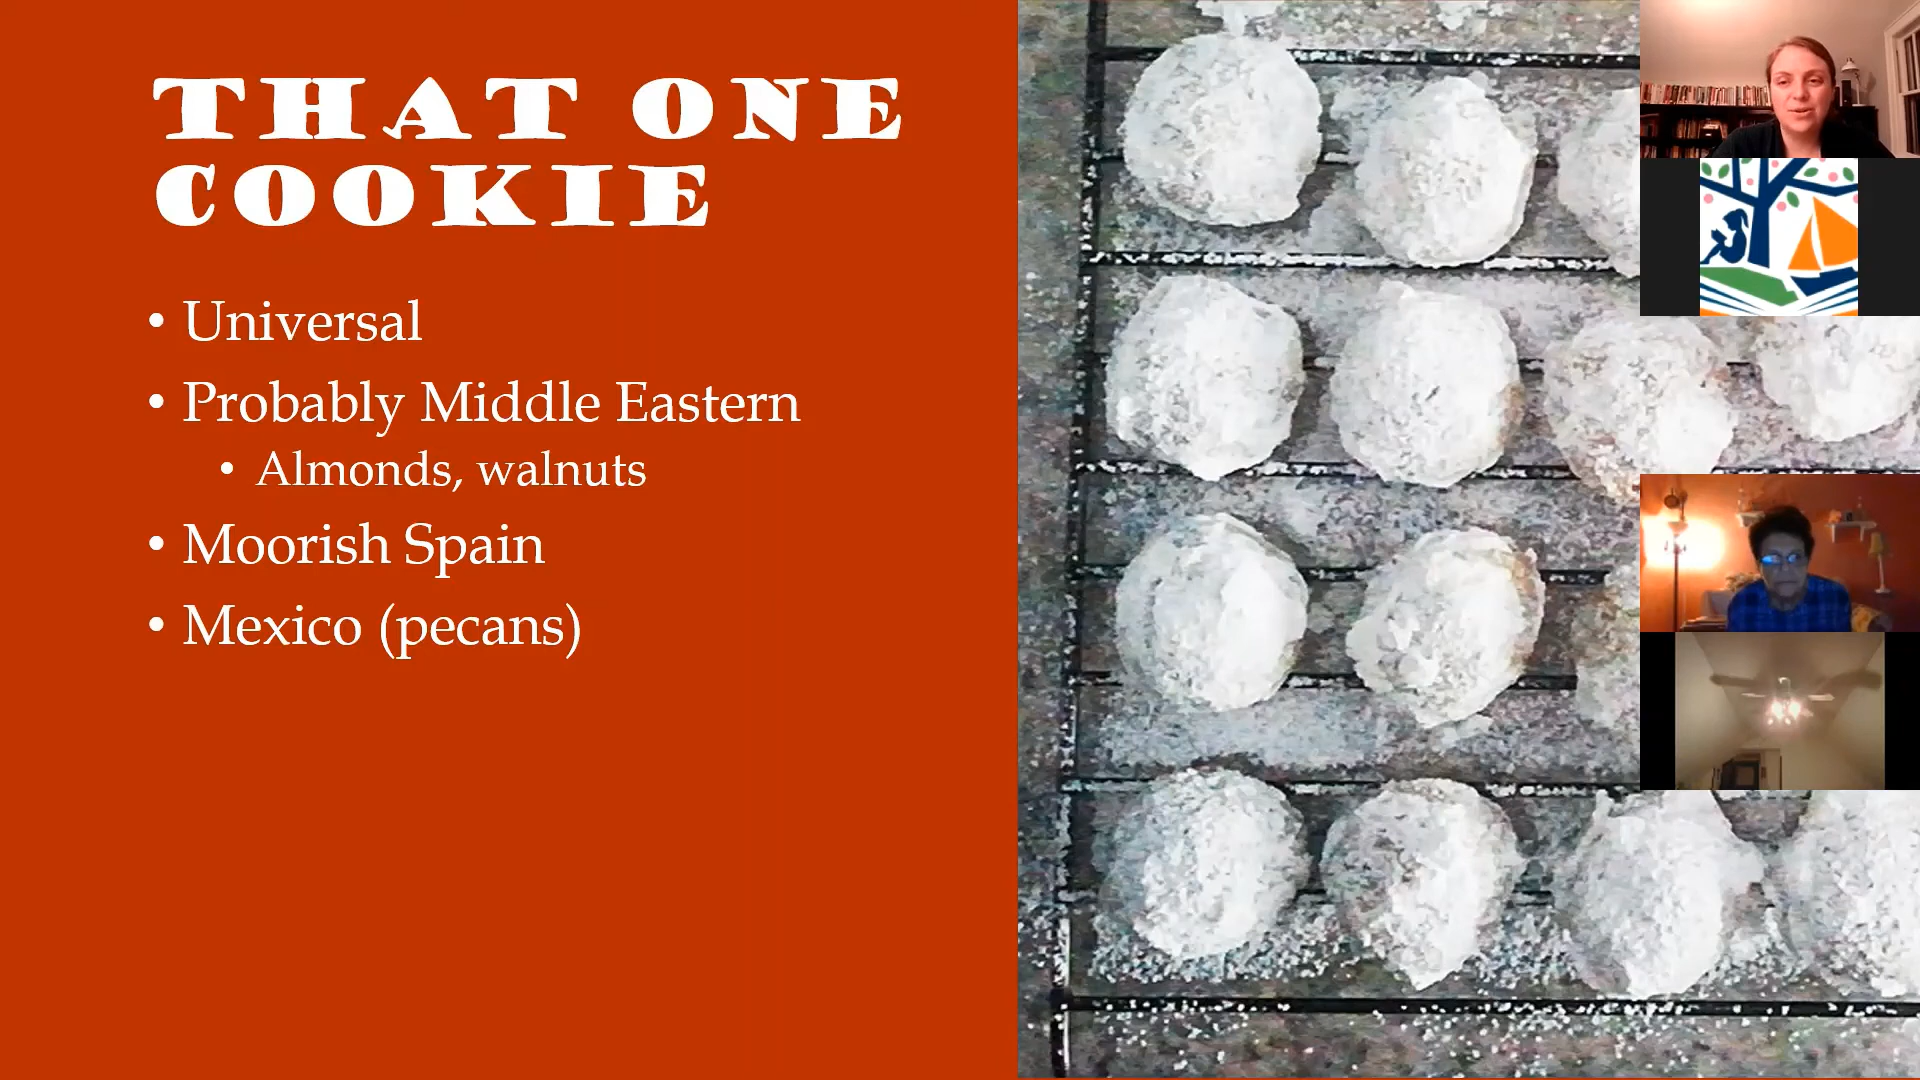 THAT ONE
COOKIE
• Universal
• Probably Middle Eastern
• Almonds, walnuts
• Moorish Spain
• Mexico (pecans)